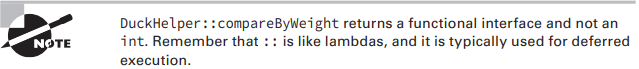 NOTE
DuckHelper::compareByWeight returns a functional interface and not an
int. Remember that :: is like lambdas, and it is typically used for deferred
execution.